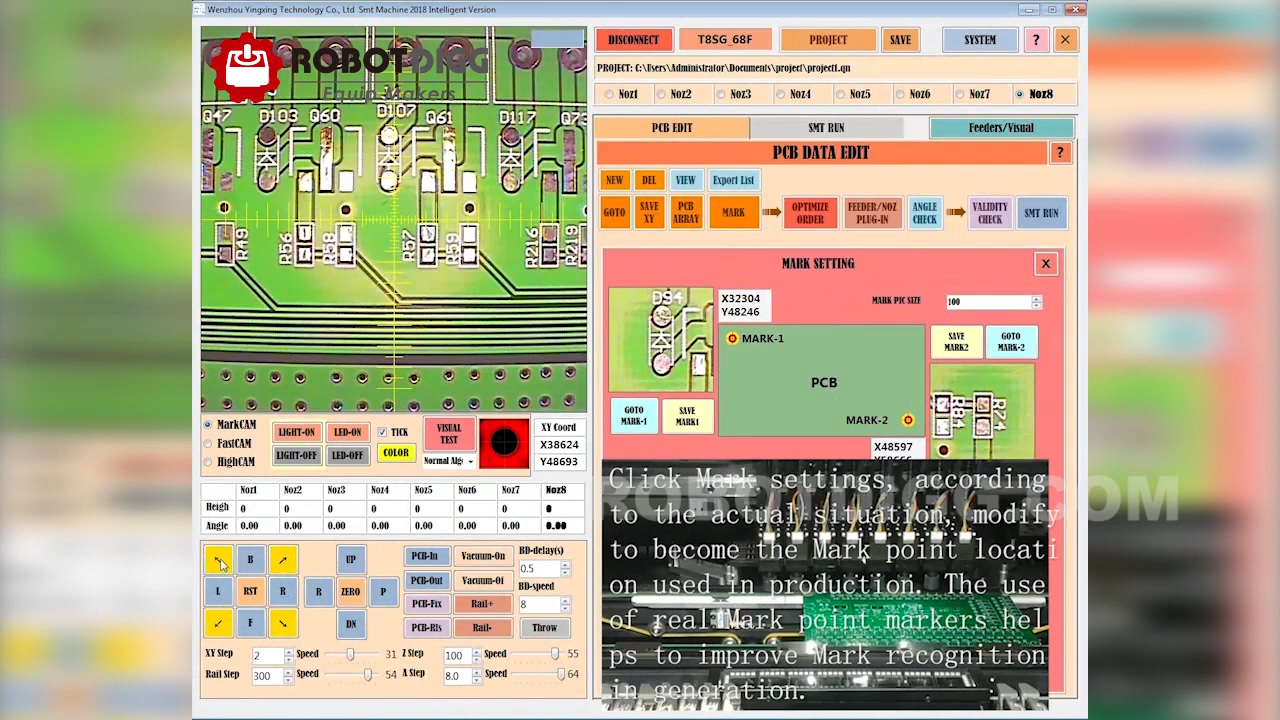 Wenzhou Yingxing Technology Co., Ltd Smt Machine 2018 Intelligent Version
ROBOTDIGG
Equip Makers
Q47 D103 Q60 D107 Q61 D117 Q73
R49 R56 R58 R57 R59 R216 R219
DISCONNECT T8SG_68F PROJECT SAVE SYSTEM ? X
PROJECT: C:\Users\Administrator\Documents\project\project1.qn
Noz1 Noz2 Noz3 Noz4 Noz5 Noz6 Noz7 Noz8
PCB EDIT SMT RUN Feeders/Visual
PCB DATA EDIT ?
NEW DEL VIEW Export List
GOTO SAVE XY PCB ARRAY MARK OPTIMIZE ORDER FEEDER/NOZ PLUG-IN ANGLE CHECK VALIDITY CHECK SMT RUN
MARK SETTING X
D94
X32304
Y48246
MARK PIC SIZE 100
MARK-1
PCB
MARK-2
SAVE MARK2 GOTO MARK-2
GOTO MARK-1 SAVE MARK1
R84 R74
X48597
MarkCAM
FastCAM
HighCAM
LIGHT-ON LED-ON
LIGHT-OFF LED-OFF
TICK
COLOR
VISUAL TEST
Normal Alg
XY Coord
X38624
Y48693
Noz1 Noz2 Noz3 Noz4 Noz5 Noz6 Noz7 Noz8
Heigh 0 0 0 0 0 0 0 0
Angle 0.00 0.00 0.00 0.00 0.00 0.00 0.00 0.00
B UP
L RST R R ZERO P
F DN
PCB-In Vacuum-On
PCB-Out Vacuum-Of
PCB-Fix Rail+
PCB-Rls Rail-
BD-delay(s)
0.5
BD-speed
8
Throw
XY Step 2 Speed 31 Z Step 100 Speed 55
Rail Step 300 Speed 54 A Step 8.0 Speed 64
ROBOTDIGG.COM
Click Mark settings, according
to the actual situation, modify
to become the Mark point locati
on used in production. The use
of real Mark point markers hel
ps to improve Mark recognition
in generation.